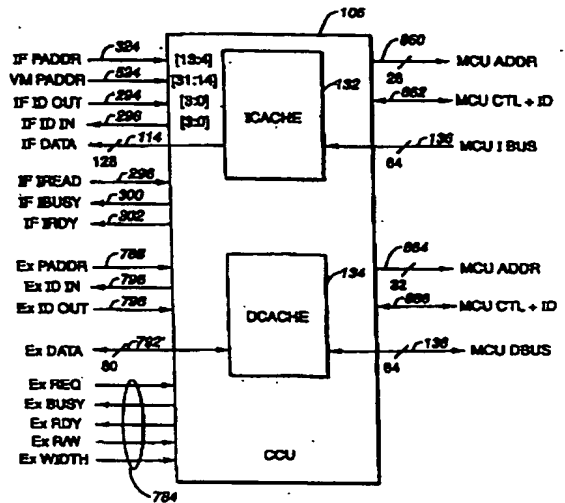 106
IF PADDR 324 [13:4] 860 MCU ADDR
28
VM PADDR 524 [31:14] 132 862 MCU CTL + ID
IF ID OUT 294 [3:0]
IF ID IN 296 [3:0] ICACHE
IF DATA 114 136 MCU I BUS
128 64
IF IREAD 298
IF IBUSY 300
IF IRDY 302
Ex PADDR 788 864 MCU ADDR
32
Ex ID IN 796 134 866 MCU CTL + ID
Ex ID OUT 796
DCACHE
Ex DATA 792 136 MCU DBUS
80 64
Ex REQ
Ex BUSY
Ex RDY
Ex R/W
Ex WIDTH CCU
784